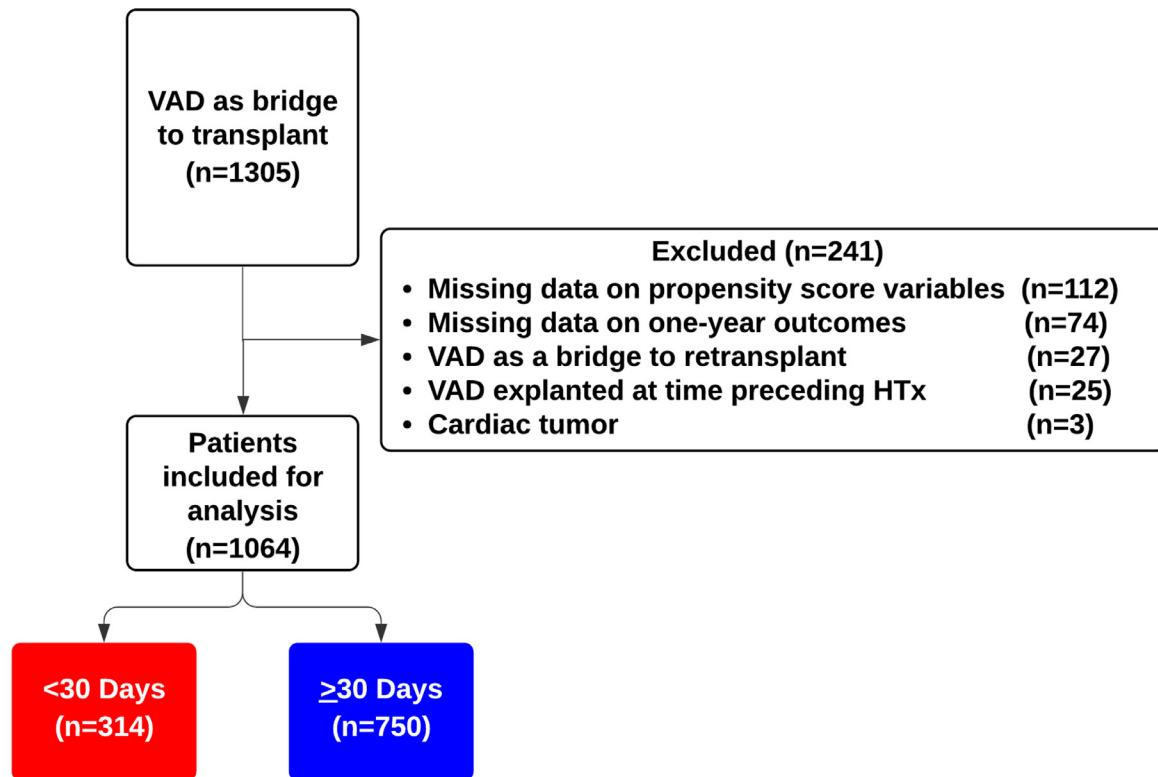 VAD as bridge
to transplant
(n=1305)
Excluded (n=241)
• Missing data on propensity score variables (n=112)
• Missing data on one-year outcomes (n=74)
• VAD as a bridge to retransplant (n=27)
• VAD explanted at time preceding HTx (n=25)
• Cardiac tumor (n=3)
Patients
included for
analysis
(n=1064)
<30 Days
(n=314)
≥30 Days
(n=750)